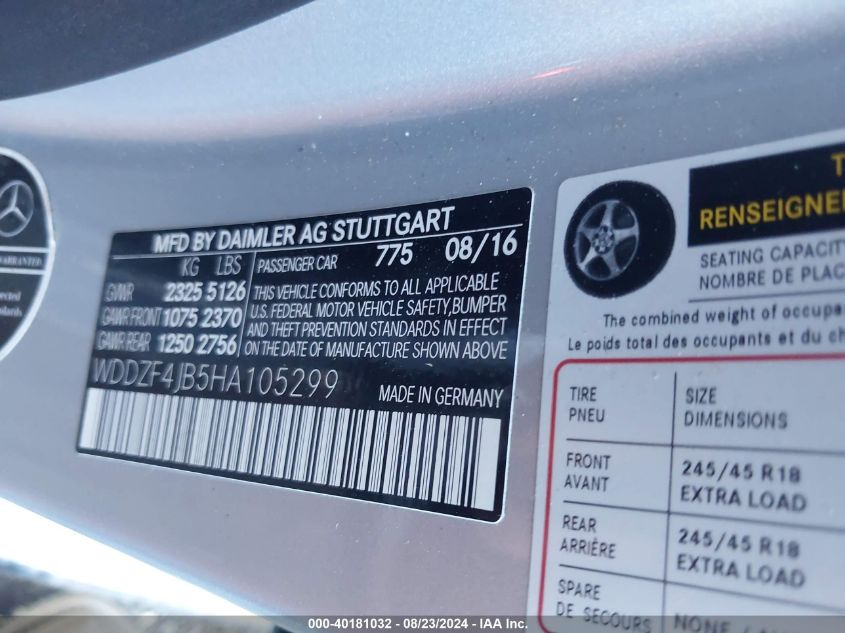 WARRANTED
MFD BY DAIMLER AG STUTTGART
KG LBS
PASSENGER CAR 775 08/16
GVWR 2325 5126
GAWR FRONT 1075 2370
GAWR REAR 1250 2756
THIS VEHICLE CONFORMS TO ALL APPLICABLE
U.S. FEDERAL MOTOR VEHICLE SAFETY,BUMPER
AND THEFT PREVENTION STANDARDS IN EFFECT
ON THE DATE OF MANUFACTURE SHOWN ABOVE
WDDZF4JB5HA105299
MADE IN GERMANY
SEATING CAPACITY
NOMBRE DE PLAC
The combined weight of occupa
Le poids total des occupants et du ch
TIRE
PNEU
SIZE
DIMENSIONS
FRONT
AVANT
245/45 R18
EXTRA LOAD
REAR
ARRIÈRE
245/45 R18
EXTRA LOAD
SPARE
DE SECOURS
NONE /
000-40181032 - 08/23/2024 - IAA Inc.